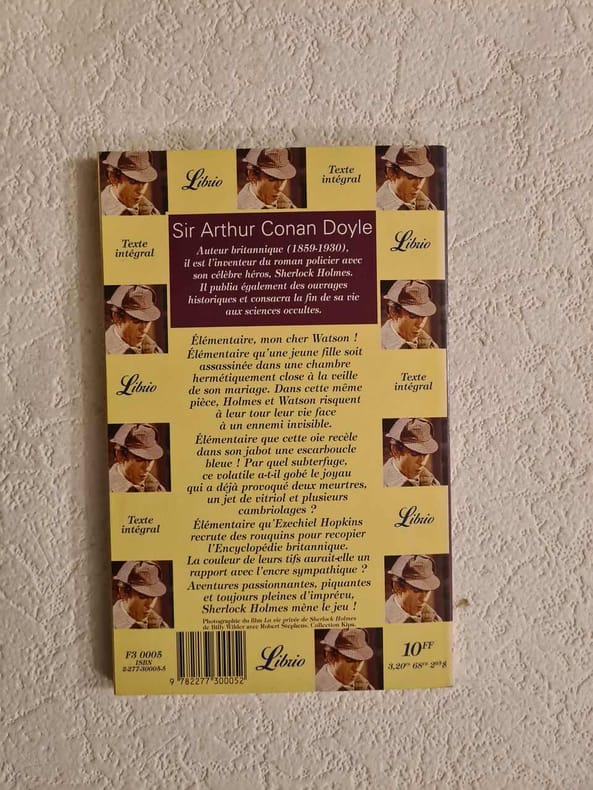 Librio
Texte
intégral
Sir Arthur Conan Doyle
Texte
intégral
Librio
Auteur britannique (1859-1930),
il est l'inventeur du roman policier avec
son célèbre héros, Sherlock Holmes.
Il publia également des ouvrages
historiques et consacra la fin de sa vie
aux sciences occultes.
Élémentaire, mon cher Watson !
Élémentaire qu'une jeune fille soit
assassinée dans une chambre
hermétiquement close à la veille
de son mariage. Dans cette même
pièce, Holmes et Watson risquent
à leur tour leur vie face
à un ennemi invisible.
Librio
Texte
intégral
Élémentaire que cette oie recèle
dans son jabot une escarboucle
bleue ! Par quel subterfuge,
ce volatile a-t-il gobé le joyau
qui a déjà provoqué deux meurtres,
un jet de vitriol et plusieurs
cambriolages ?
Texte
intégral
Librio
Élémentaire qu'Ezechiel Hopkins
recrute des rouquins pour recopier
l'Encyclopédie britannique.
La couleur de leurs tifs aurait-elle un
rapport avec l'encre sympathique ?
Aventures passionnantes, piquantes
et toujours pleines d'imprévu,
Sherlock Holmes mène le jeu !
Photographie du film La vie privée de Sherlock Holmes
de Billy Wilder avec Robert Stephens. Collection Kipa.
F3 0005
ISBN
2-277-30005-5
9 782277 300052
Librio
10FF